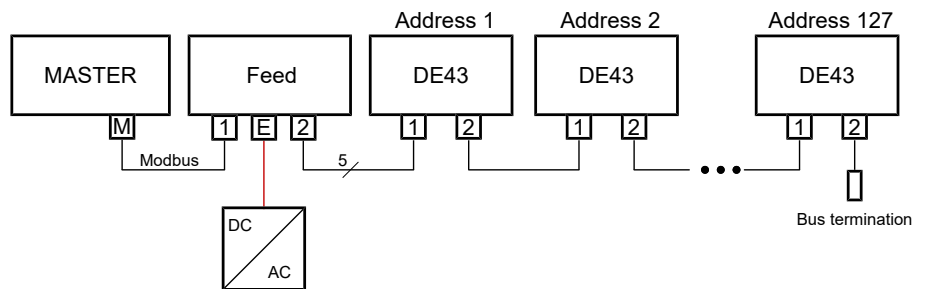 Address 1
Address 2
Address 127
MASTER
Feed
DE43
DE43
DE43
M
1
E
2
1
2
1
2
1
2
Modbus
5
Bus termination
DC
AC